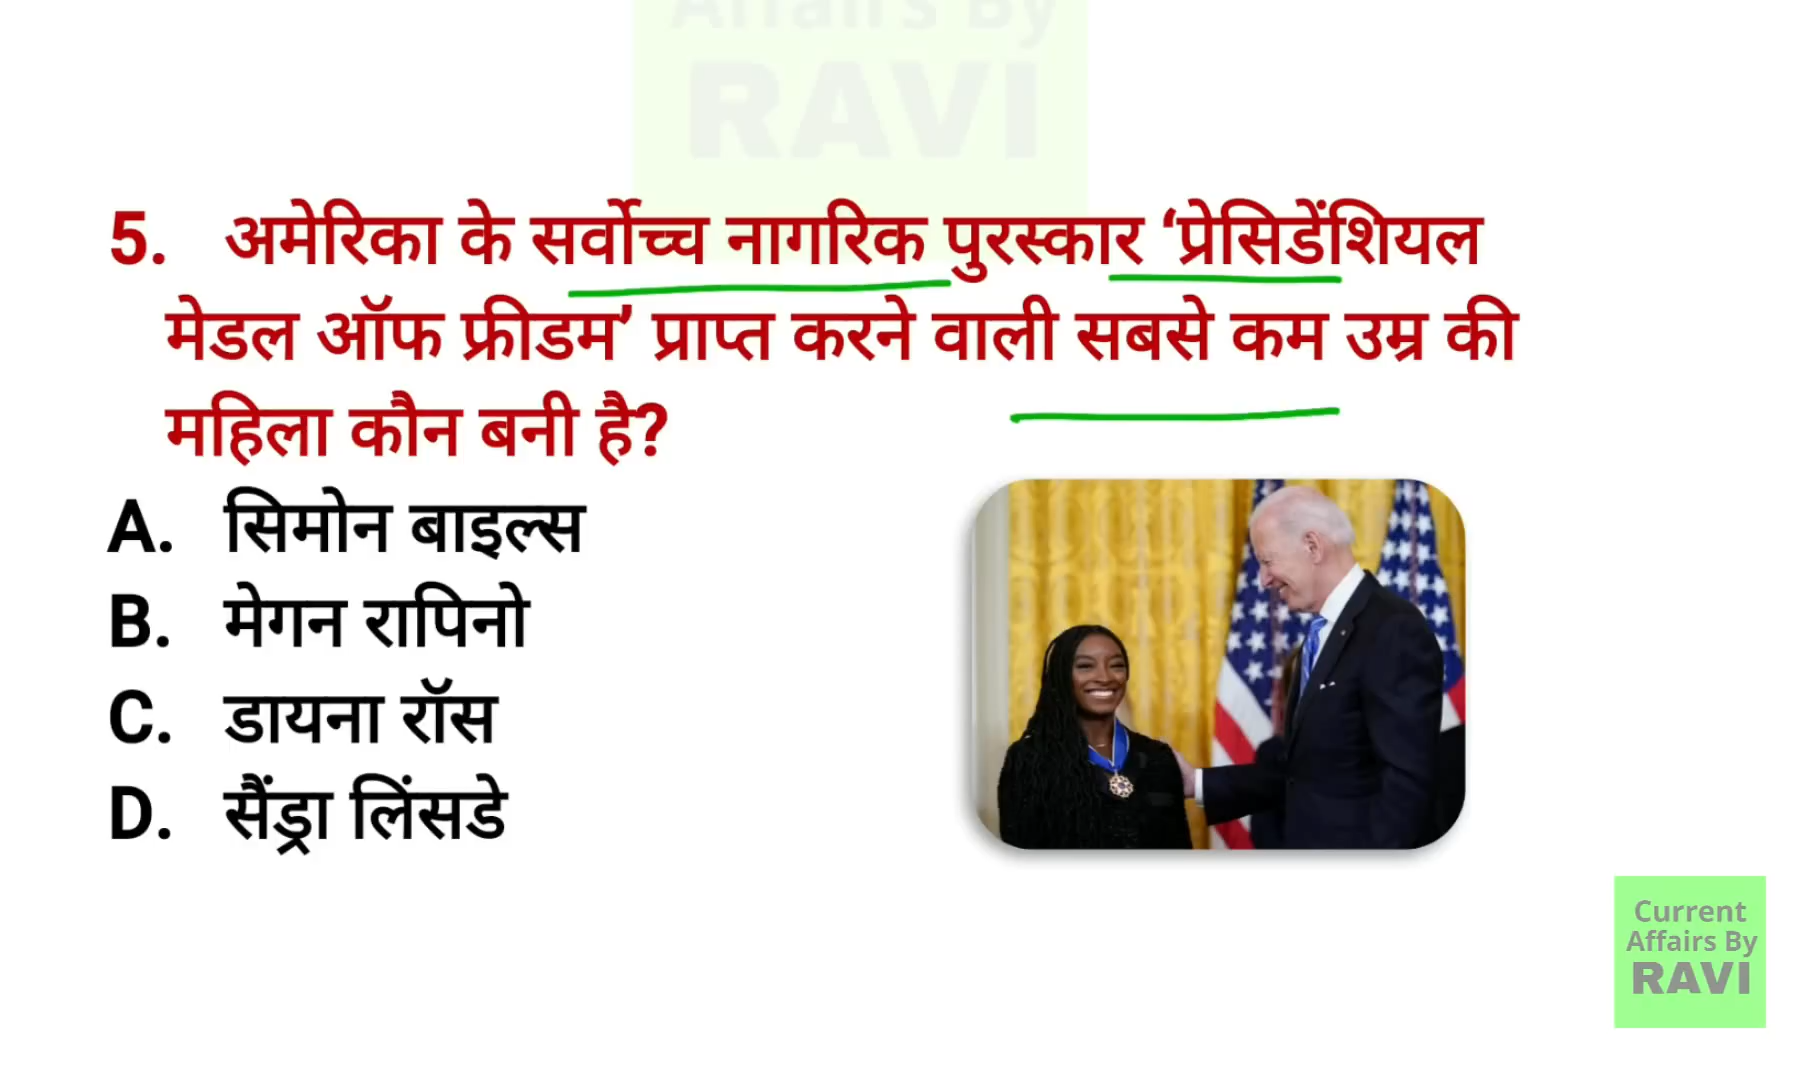 Affairs By
RAVI
5. अमेरिका के सर्वोच्च नागरिक पुरस्कार ‘प्रेसिडेंशियल
मेडल ऑफ फ्रीडम’ प्राप्त करने वाली सबसे कम उम्र की
महिला कौन बनी है?
A. सिमोन बाइल्स
B. मेगन रापिनो
C. डायना रॉस
D. सैंड्रा लिंसडे
Current
Affairs By
RAVI